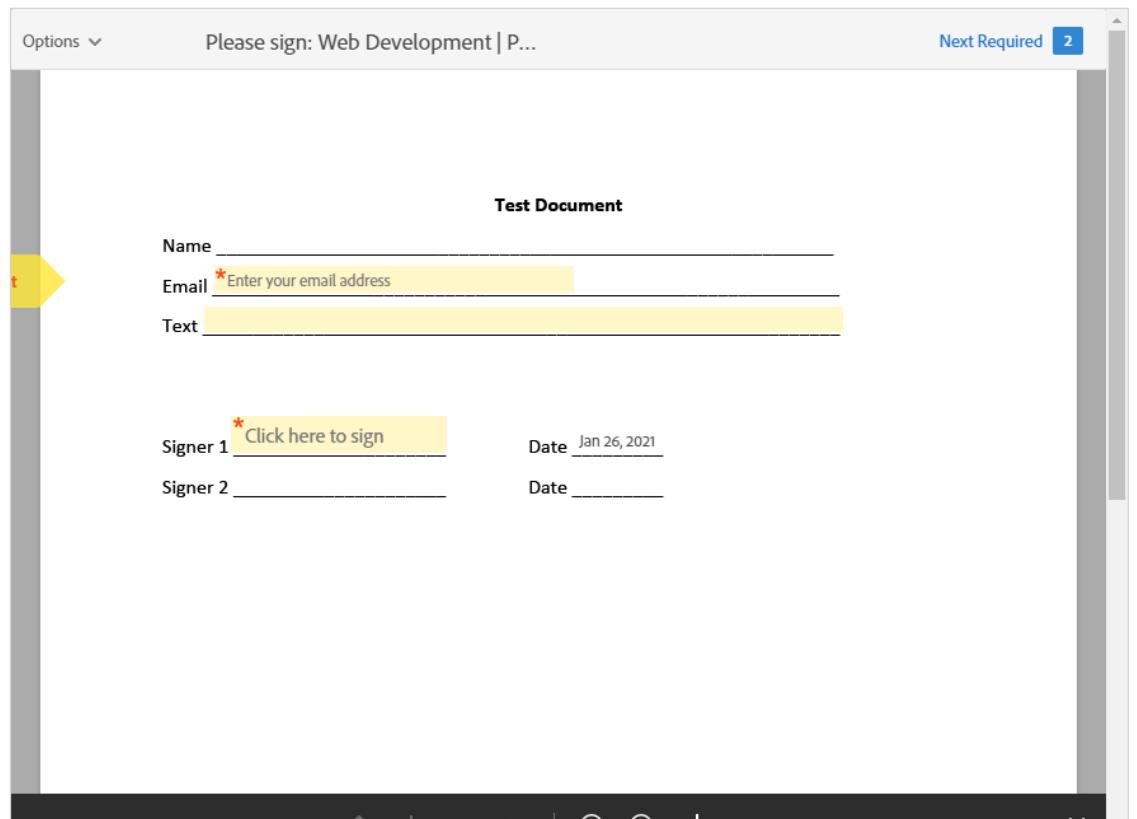 Options Please sign: Web Development | P... Next Required 2
Test Document
Name
t
Email *Enter your email address
Text
Signer 1 *Click here to sign Date Jan 26, 2021
Signer 2 Date